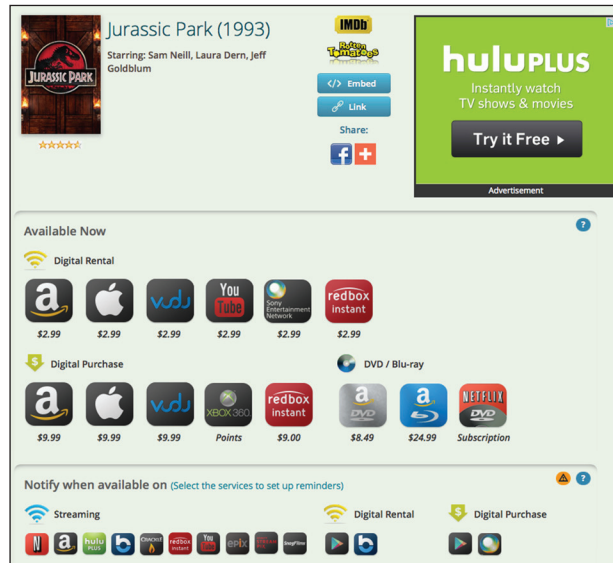 Jurassic Park (1993)
Starring: Sam Neill, Laura Dern, Jeff
Goldblum
JURASSIC PARK
IMDb
Rotten
Tomatoes
</> Embed
Link
Share:
f
huluPLUS
Instantly watch
TV shows & movies
Try it Free
Advertisement
Available Now
?
Digital Rental
a
vudu
You
Tube
Sony
Entertainment
Network
redbox
instant
$2.99 $2.99 $2.99 $2.99 $2.99 $2.99
$ Digital Purchase
a
vudu
XBOX 360
redbox
instant
$9.99 $9.99 $9.99 Points $9.00
DVD / Blu-ray
a
DVD
a
NETFLIX
DVD
$8.49 $24.99 Subscription
Notify when available on (Select the services to set up reminders)
?
Streaming
N
a
hulu
PLUS
b
crackle
redbox
instant
You
Tube
epix
SnagFilms
Digital Rental
b
$ Digital Purchase